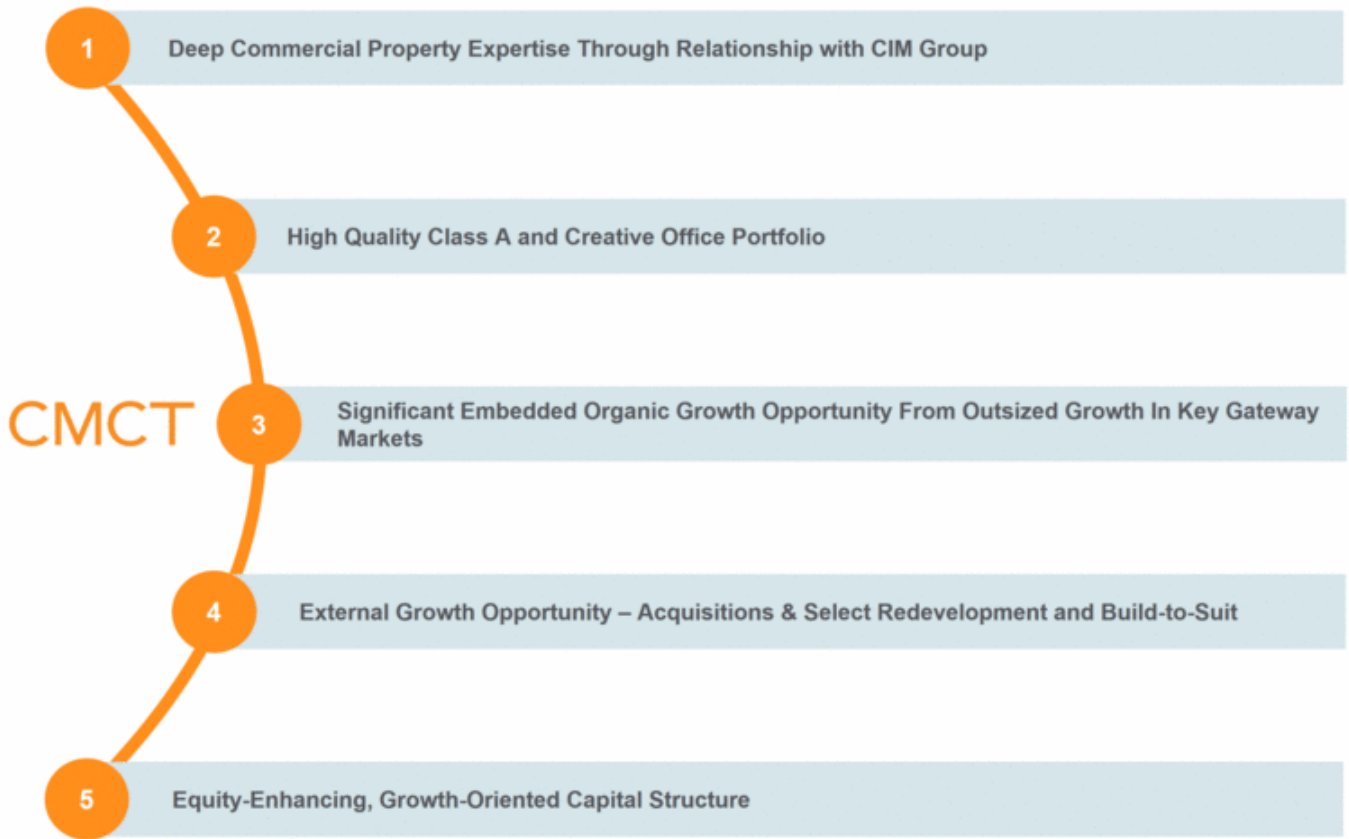 1
Deep Commercial Property Expertise Through Relationship with CIM Group
2
High Quality Class A and Creative Office Portfolio
CMCT
3
Significant Embedded Organic Growth Opportunity From Outsized Growth In Key Gateway
Markets
4
External Growth Opportunity – Acquisitions & Select Redevelopment and Build-to-Suit
5
Equity-Enhancing, Growth-Oriented Capital Structure